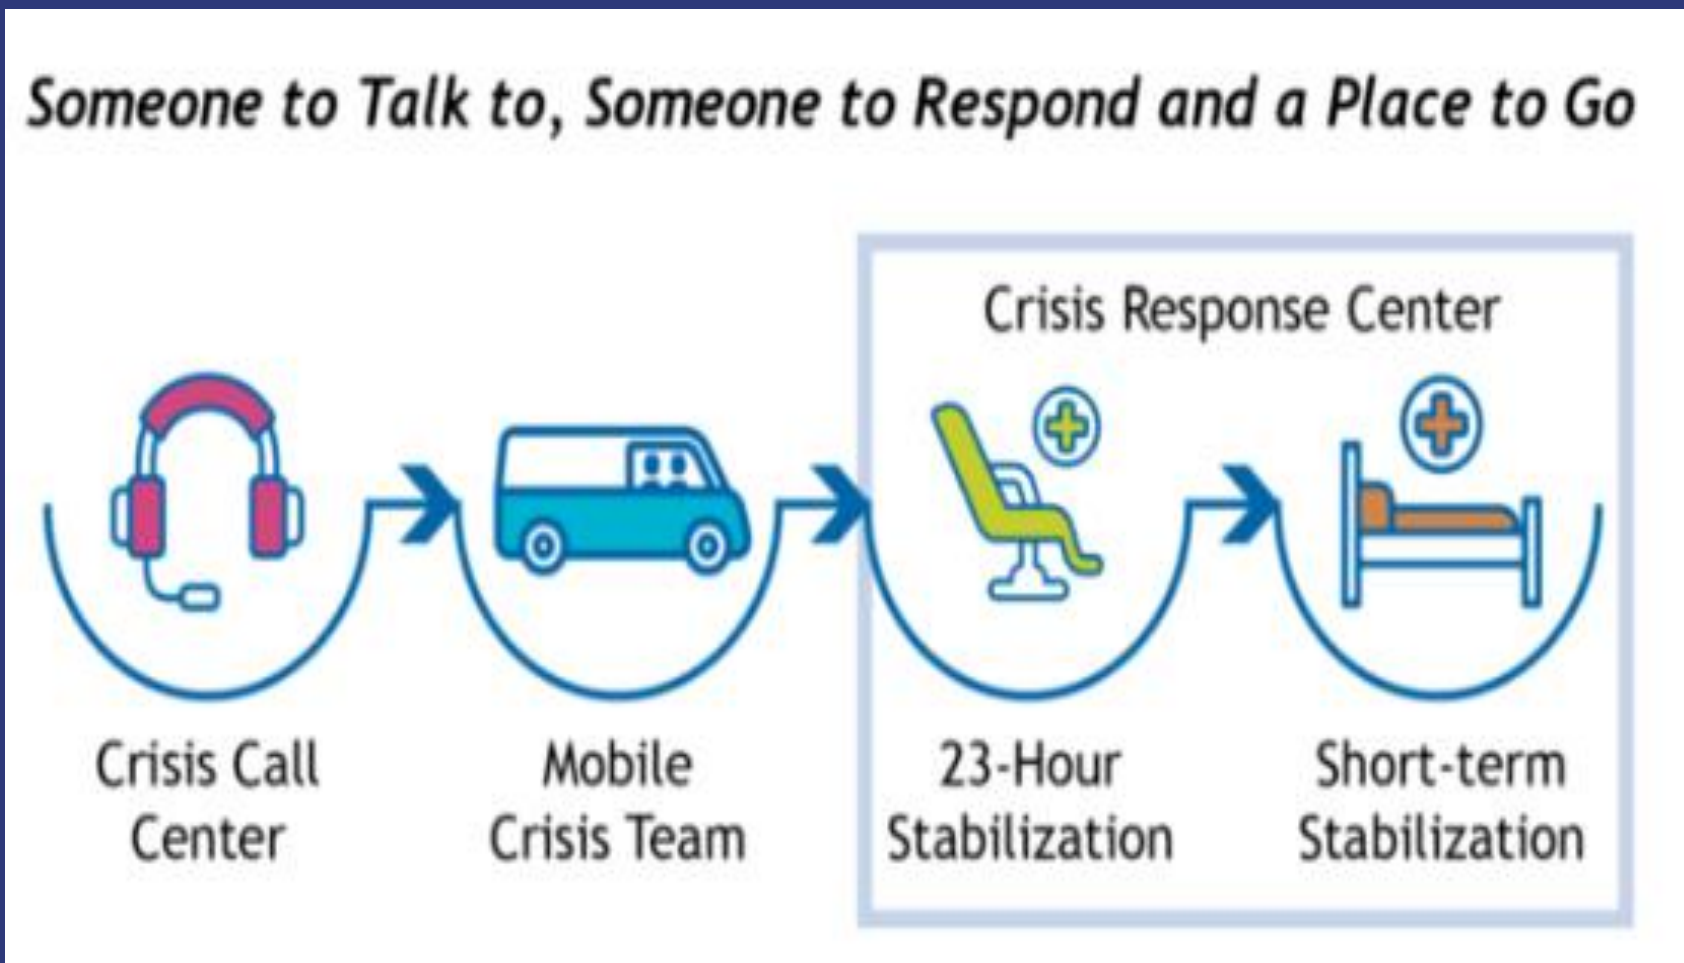 Someone to Talk to, Someone to Respond and a Place to Go
Crisis Response Center
Crisis Call
Center
Mobile
Crisis Team
23-Hour
Stabilization
Short-term
Stabilization